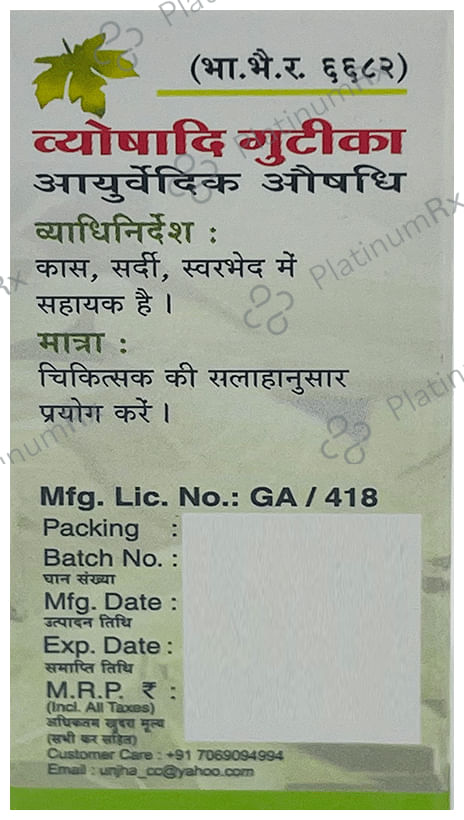 (भा.भै.र. ६६८२)
व्योषादि गुटीका
आयुर्वेदिक औषधि
व्याधिनिर्देश :
कास, सर्दी, स्वरभेद में
सहायक है ।
मात्रा :
चिकित्सक की सलाहानुसार
प्रयोग करें ।
Mfg. Lic. No.: GA / 418
Packing :
Batch No. :
घान संख्या
Mfg. Date :
उत्पादन तिथि
Exp. Date :
समाप्ति तिथि
M.R.P. ₹ :
(Incl. All Taxes)
अधिकतम खुदरा मूल्य
(सभी कर सहित)
Customer Care : +91 7069094994
Email : unjha_cc@yahoo.com
PlatinumRx
PlatinumRx